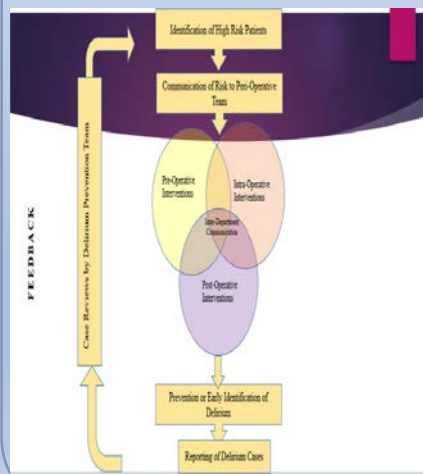 Identification of High Risk Patients
Communication of Risk to Peri-Operative
Team
Pre-Operative
Interventions
Intra-Operative
Interventions
Inter-Department
Communication
Post-Operative
Interventions
Prevention or Early Identification of
Delirium
Reporting of Delirium Cases
Case Reviews by Delirium Prevention Team
FEEDBACK